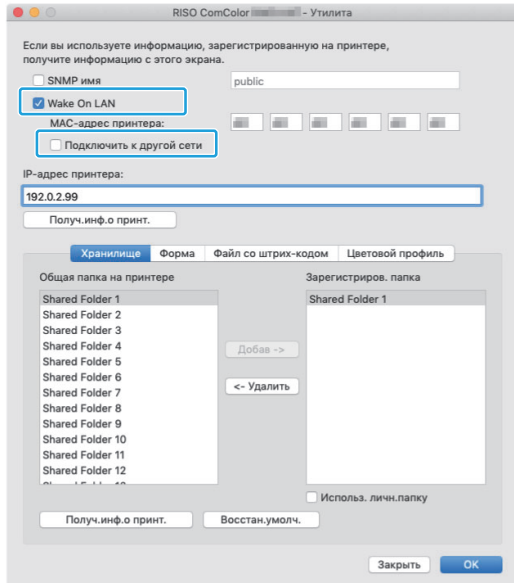 RISO ComColor - Утилита
Если вы используете информацию, зарегистрированную на принтере,
получите информацию с этого экрана.
SNMP имя
public
Wake On LAN
MAC-адрес принтера:
Подключить к другой сети
IP-адрес принтера:
192.0.2.99
Получ.инф.о принт.
Хранилище Форма Файл со штрих-кодом Цветовой профиль
Общая папка на принтере Зарегистриров. папка
Shared Folder 1 Shared Folder 1
Shared Folder 2
Shared Folder 3
Shared Folder 4
Shared Folder 5
Shared Folder 6
Shared Folder 7
Shared Folder 8
Shared Folder 9
Shared Folder 10
Shared Folder 11
Shared Folder 12
Добав ->
<- Удалить
Использ. личн.папку
Получ.инф.о принт. Восстан.умолч.
Закрыть OK